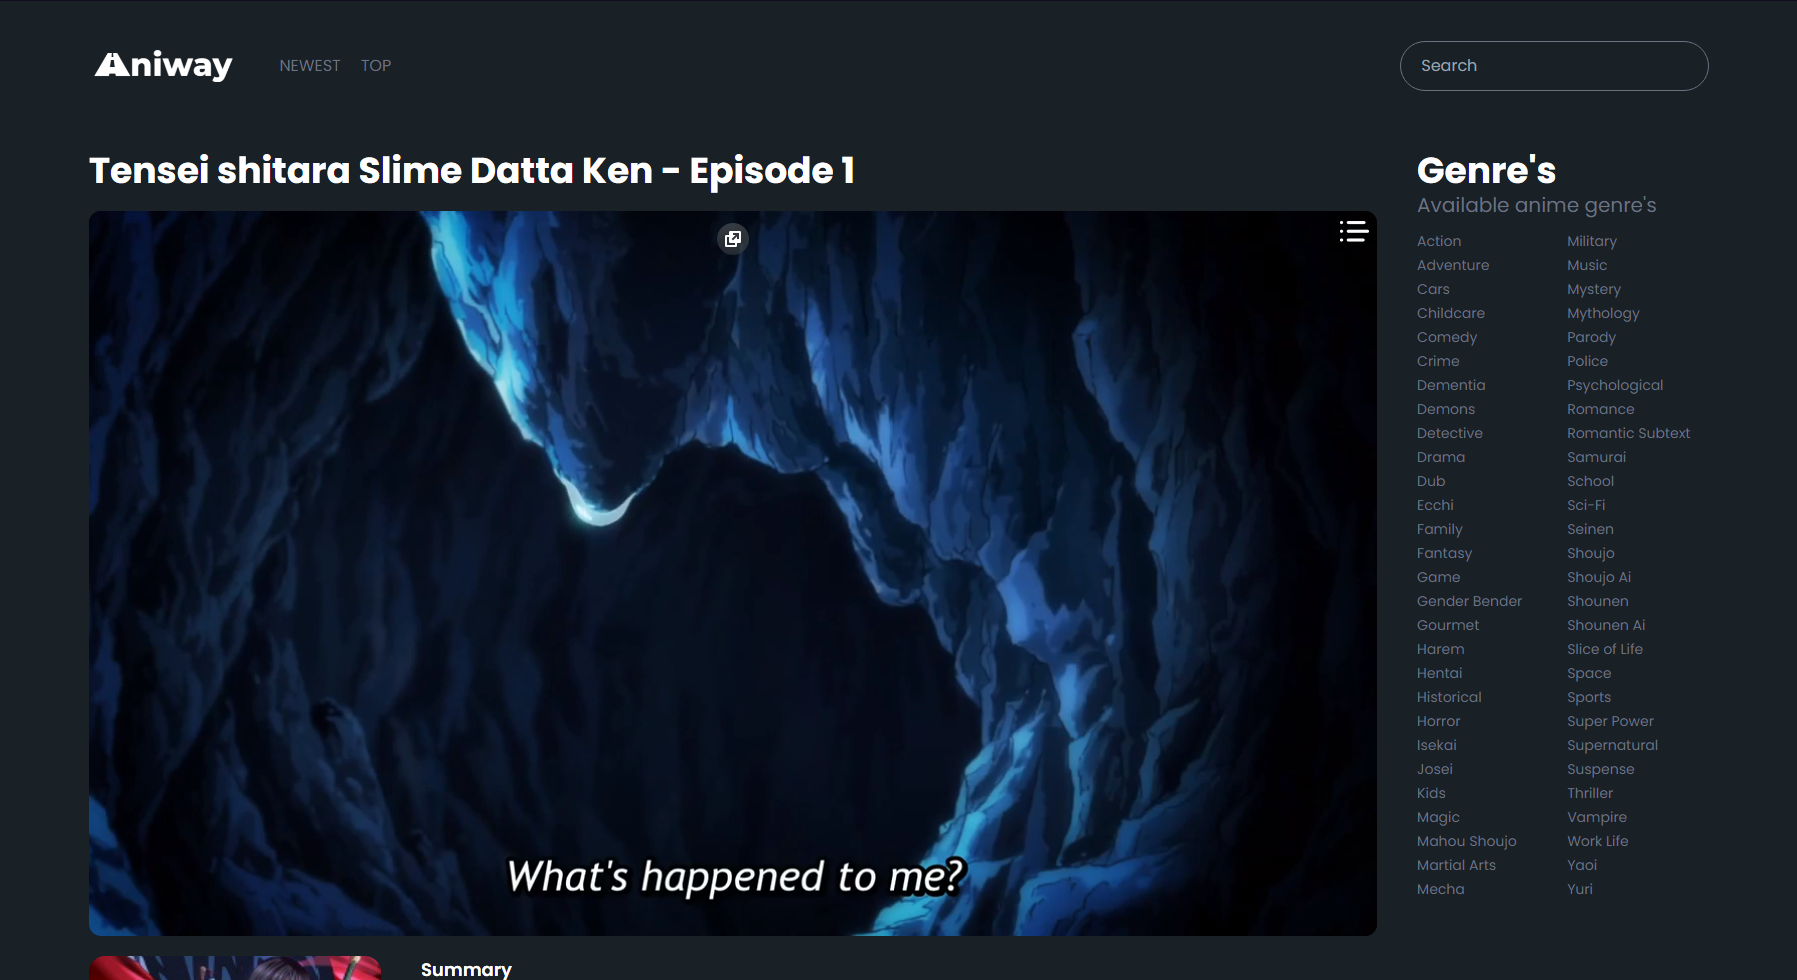 Aniway
NEWEST TOP
Search
Tensei shitara Slime Datta Ken - Episode 1
What's happened to me?
Summary
Genre's
Available anime genre's
Action
Adventure
Cars
Childcare
Comedy
Crime
Dementia
Demons
Detective
Drama
Dub
Ecchi
Family
Fantasy
Game
Gender Bender
Gourmet
Harem
Hentai
Historical
Horror
Isekai
Josei
Kids
Magic
Mahou Shoujo
Martial Arts
Mecha
Military
Music
Mystery
Mythology
Parody
Police
Psychological
Romance
Romantic Subtext
Samurai
School
Sci-Fi
Seinen
Shoujo
Shoujo Ai
Shounen
Shounen Ai
Slice of Life
Space
Sports
Super Power
Supernatural
Suspense
Thriller
Vampire
Work Life
Yaoi
Yuri